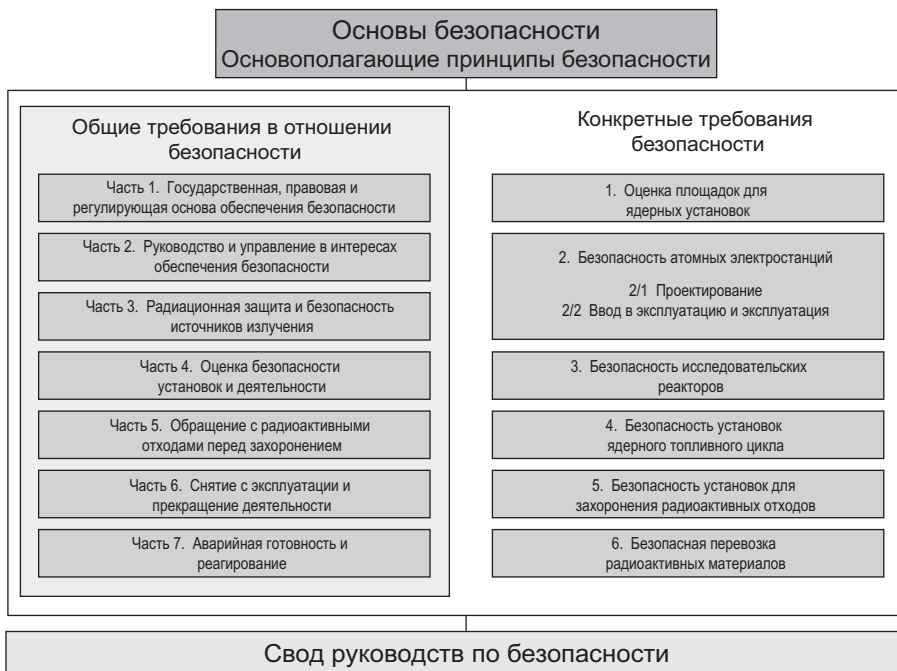 Основы безопасности
Основополагающие принципы безопасности
Общие требования в отношении
безопасности
Часть 1. Государственная, правовая и
регулирующая основа обеспечения безопасности
Часть 2. Руководство и управление в интересах
обеспечения безопасности
Часть 3. Радиационная защита и безопасность
источников излучения
Часть 4. Оценка безопасности
установок и деятельности
Часть 5. Обращение с радиоактивными
отходами перед захоронением
Часть 6. Снятие с эксплуатации и
прекращение деятельности
Часть 7. Аварийная готовность и
реагирование
Конкретные требования
безопасности
1. Оценка площадок для
ядерных установок
2. Безопасность атомных электростанций
2/1 Проектирование
2/2 Ввод в эксплуатацию и эксплуатация
3. Безопасность исследовательских
реакторов
4. Безопасность установок
ядерного топливного цикла
5. Безопасность установок для
захоронения радиоактивных отходов
6. Безопасная перевозка
радиоактивных материалов
Свод руководств по безопасности